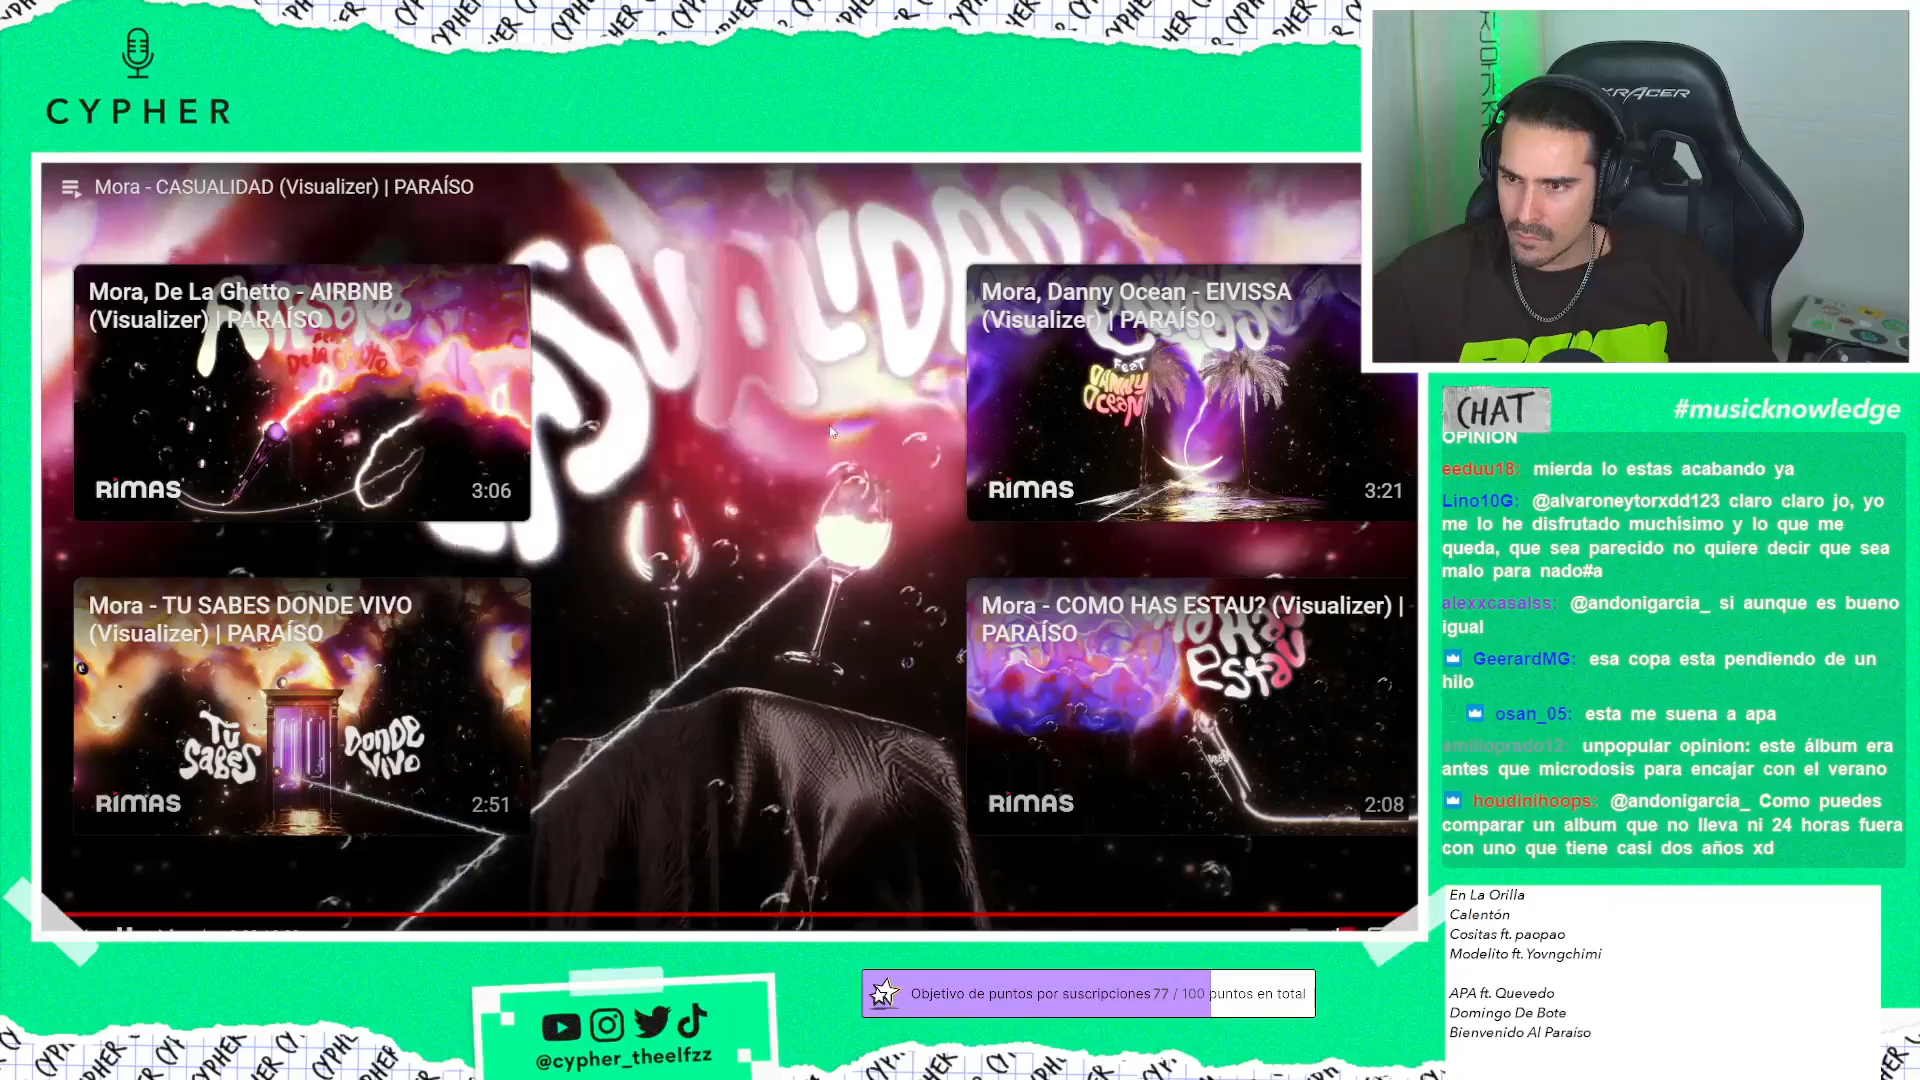 CYPHER
Mora - CASUALIDAD (Visualizer) | PARAÍSO
Mora, De La Ghetto - AIRBNB
(Visualizer) | PARAÍSO
RIMAS
3:06
Mora, Danny Ocean - EIVISSA
(Visualizer) | PARAÍSO
FEAT
DANNY
OCEAN
RIMAS
3:21
Mora - TU SABES DONDE VIVO
(Visualizer) | PARAÍSO
TU SABES
DONDE VIVO
RIMAS
2:51
Mora - COMO HAS ESTAU? (Visualizer) |
PARAÍSO
ESTAU
RIMAS
2:08
XRACER
CHAT
#musicknowledge
OPINION
eeduu18: mierda lo estas acabando ya
Lino10G: @alvaroneytorxdd123 claro claro jo, yo
me lo he disfrutado muchisimo y lo que me
queda, que sea parecido no quiere decir que sea
malo para nado#a
alexxcasalss: @andonigarcia_ si aunque es bueno
igual
GeerardMG: esa copa esta pendiendo de un
hilo
osan_05: esta me suena a apa
emilioprado12: unpopular opinion: este álbum era
antes que microdosis para encajar con el verano
houdinihoops: @andonigarcia_ Como puedes
comparar un album que no lleva ni 24 horas fuera
con uno que tiene casi dos años xd
En La Orilla
Calentón
Cositas ft. paopao
Modelito ft. Yovngchimi
APA ft. Quevedo
Domingo De Bote
Bienvenido Al Paraíso
Objetivo de puntos por suscripciones 77 / 100 puntos en total
@cypher_theelfzz